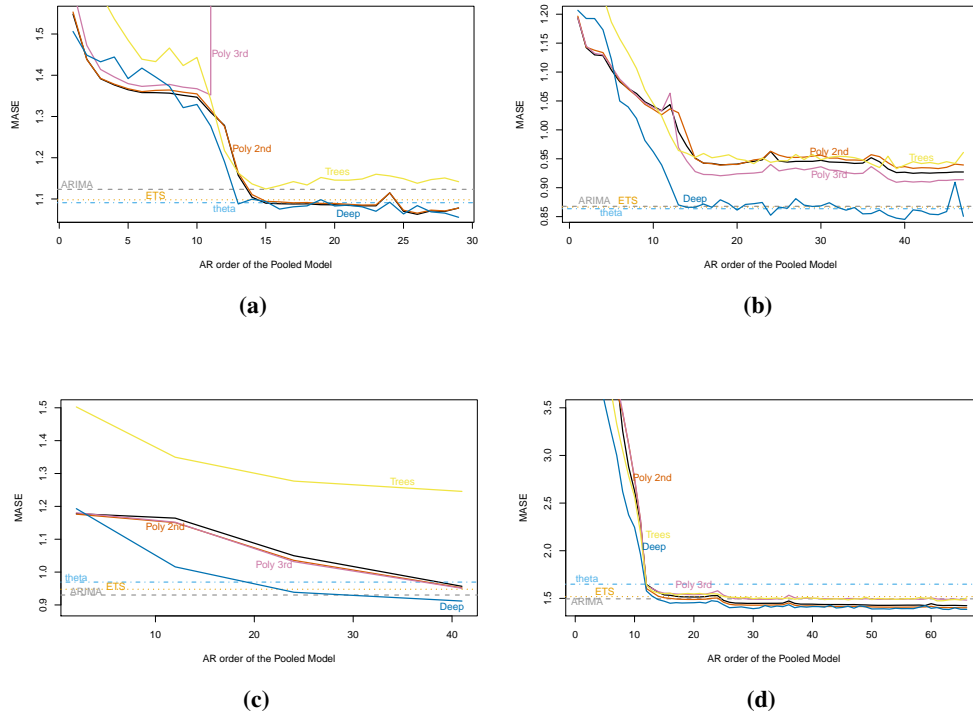 1.5
1.4
1.3
1.2
1.1
MASE
Poly 3rd
Poly 2nd
Trees
ARIMA
ETS
theta
Deep
0 5 10 15 20 25 30
AR order of the Pooled Model
(a)
1.20
1.15
1.10
1.05
1.00
0.95
0.90
0.85
MASE
Poly 2nd
Trees
Poly 3rd
ARIMA ETS
theta
Deep
0 10 20 30 40
AR order of the Pooled Model
(b)
1.5
1.4
1.3
1.2
1.1
1.0
0.9
MASE
Trees
Poly 2nd
Poly 3rd
theta
ETS
ARIMA
Deep
10 20 30 40
AR order of the Pooled Model
(c)
3.5
3.0
2.5
2.0
1.5
MASE
Poly 2nd
Trees
Deep
theta
Poly 3rd
ETS
ARIMA
0 10 20 30 40 50 60
AR order of the Pooled Model
(d)